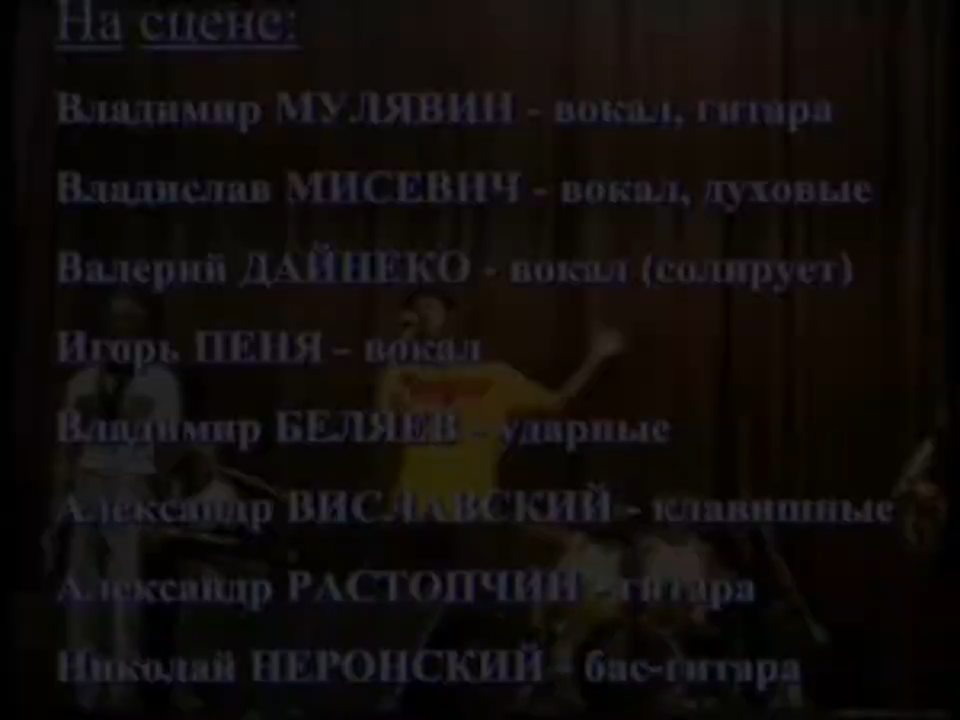 На сцене:
Владимир МУЛЯВИН - вокал, гитара
Владислав МИСЕВИЧ - вокал, духовые
Валерий ДАЙНЕКО - вокал (солирует)
Игорь ПЕНЯ - вокал
Владимир БЕЛЯЕВ - ударные
Александр ВИСЛАВСКИЙ - клавишные
Александр РАСТОПЧИН - гитара
Николай НЕРОНСКИЙ - бас-гитара